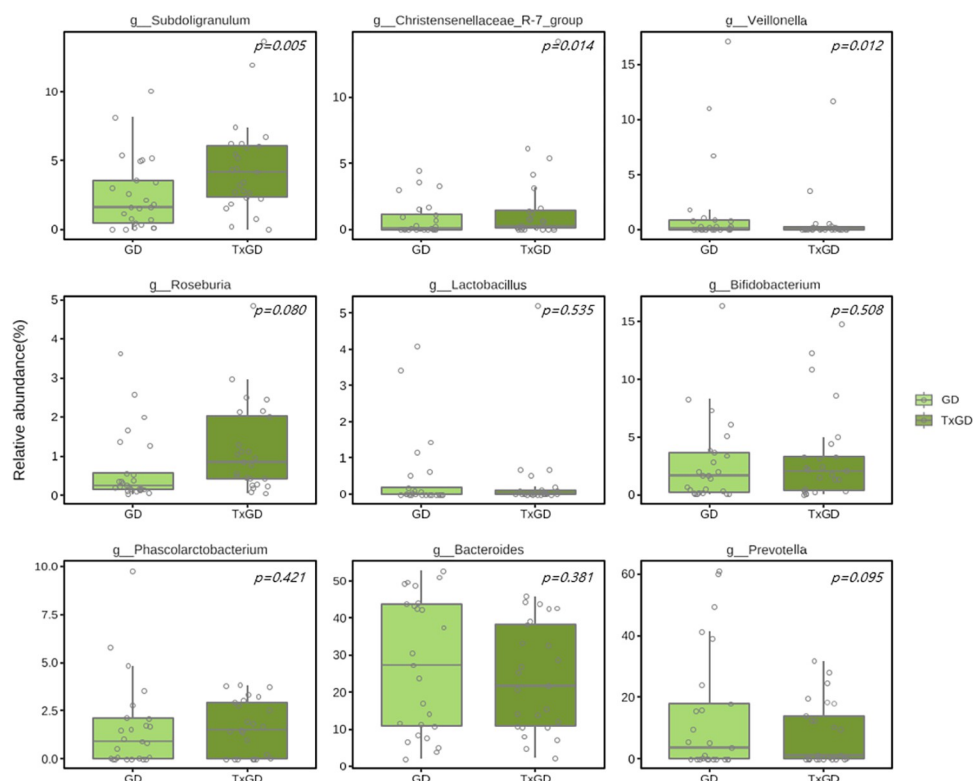 g__Subdoligranulum
g__Christensenellaceae_R-7_group
g__Veillonella
p=0.005
p=0.014
p=0.012
10
5
0
10
5
0
15
10
5
0
GD
TxGD
GD
TxGD
GD
TxGD
Relative abundance(%)
g__Roseburia
g__Lactobacillus
g__Bifidobacterium
p=0.080
p=0.535
p=0.508
5
4
3
2
1
0
5
4
3
2
1
0
15
10
5
0
GD
TxGD
GD
TxGD
GD
TxGD
GD
TxGD
g__Phascolarctobacterium
g__Bacteroides
g__Prevotella
p=0.421
p=0.381
p=0.095
10.0
7.5
5.0
2.5
0.0
50
40
30
20
10
0
60
40
20
0
GD
TxGD
GD
TxGD
GD
TxGD